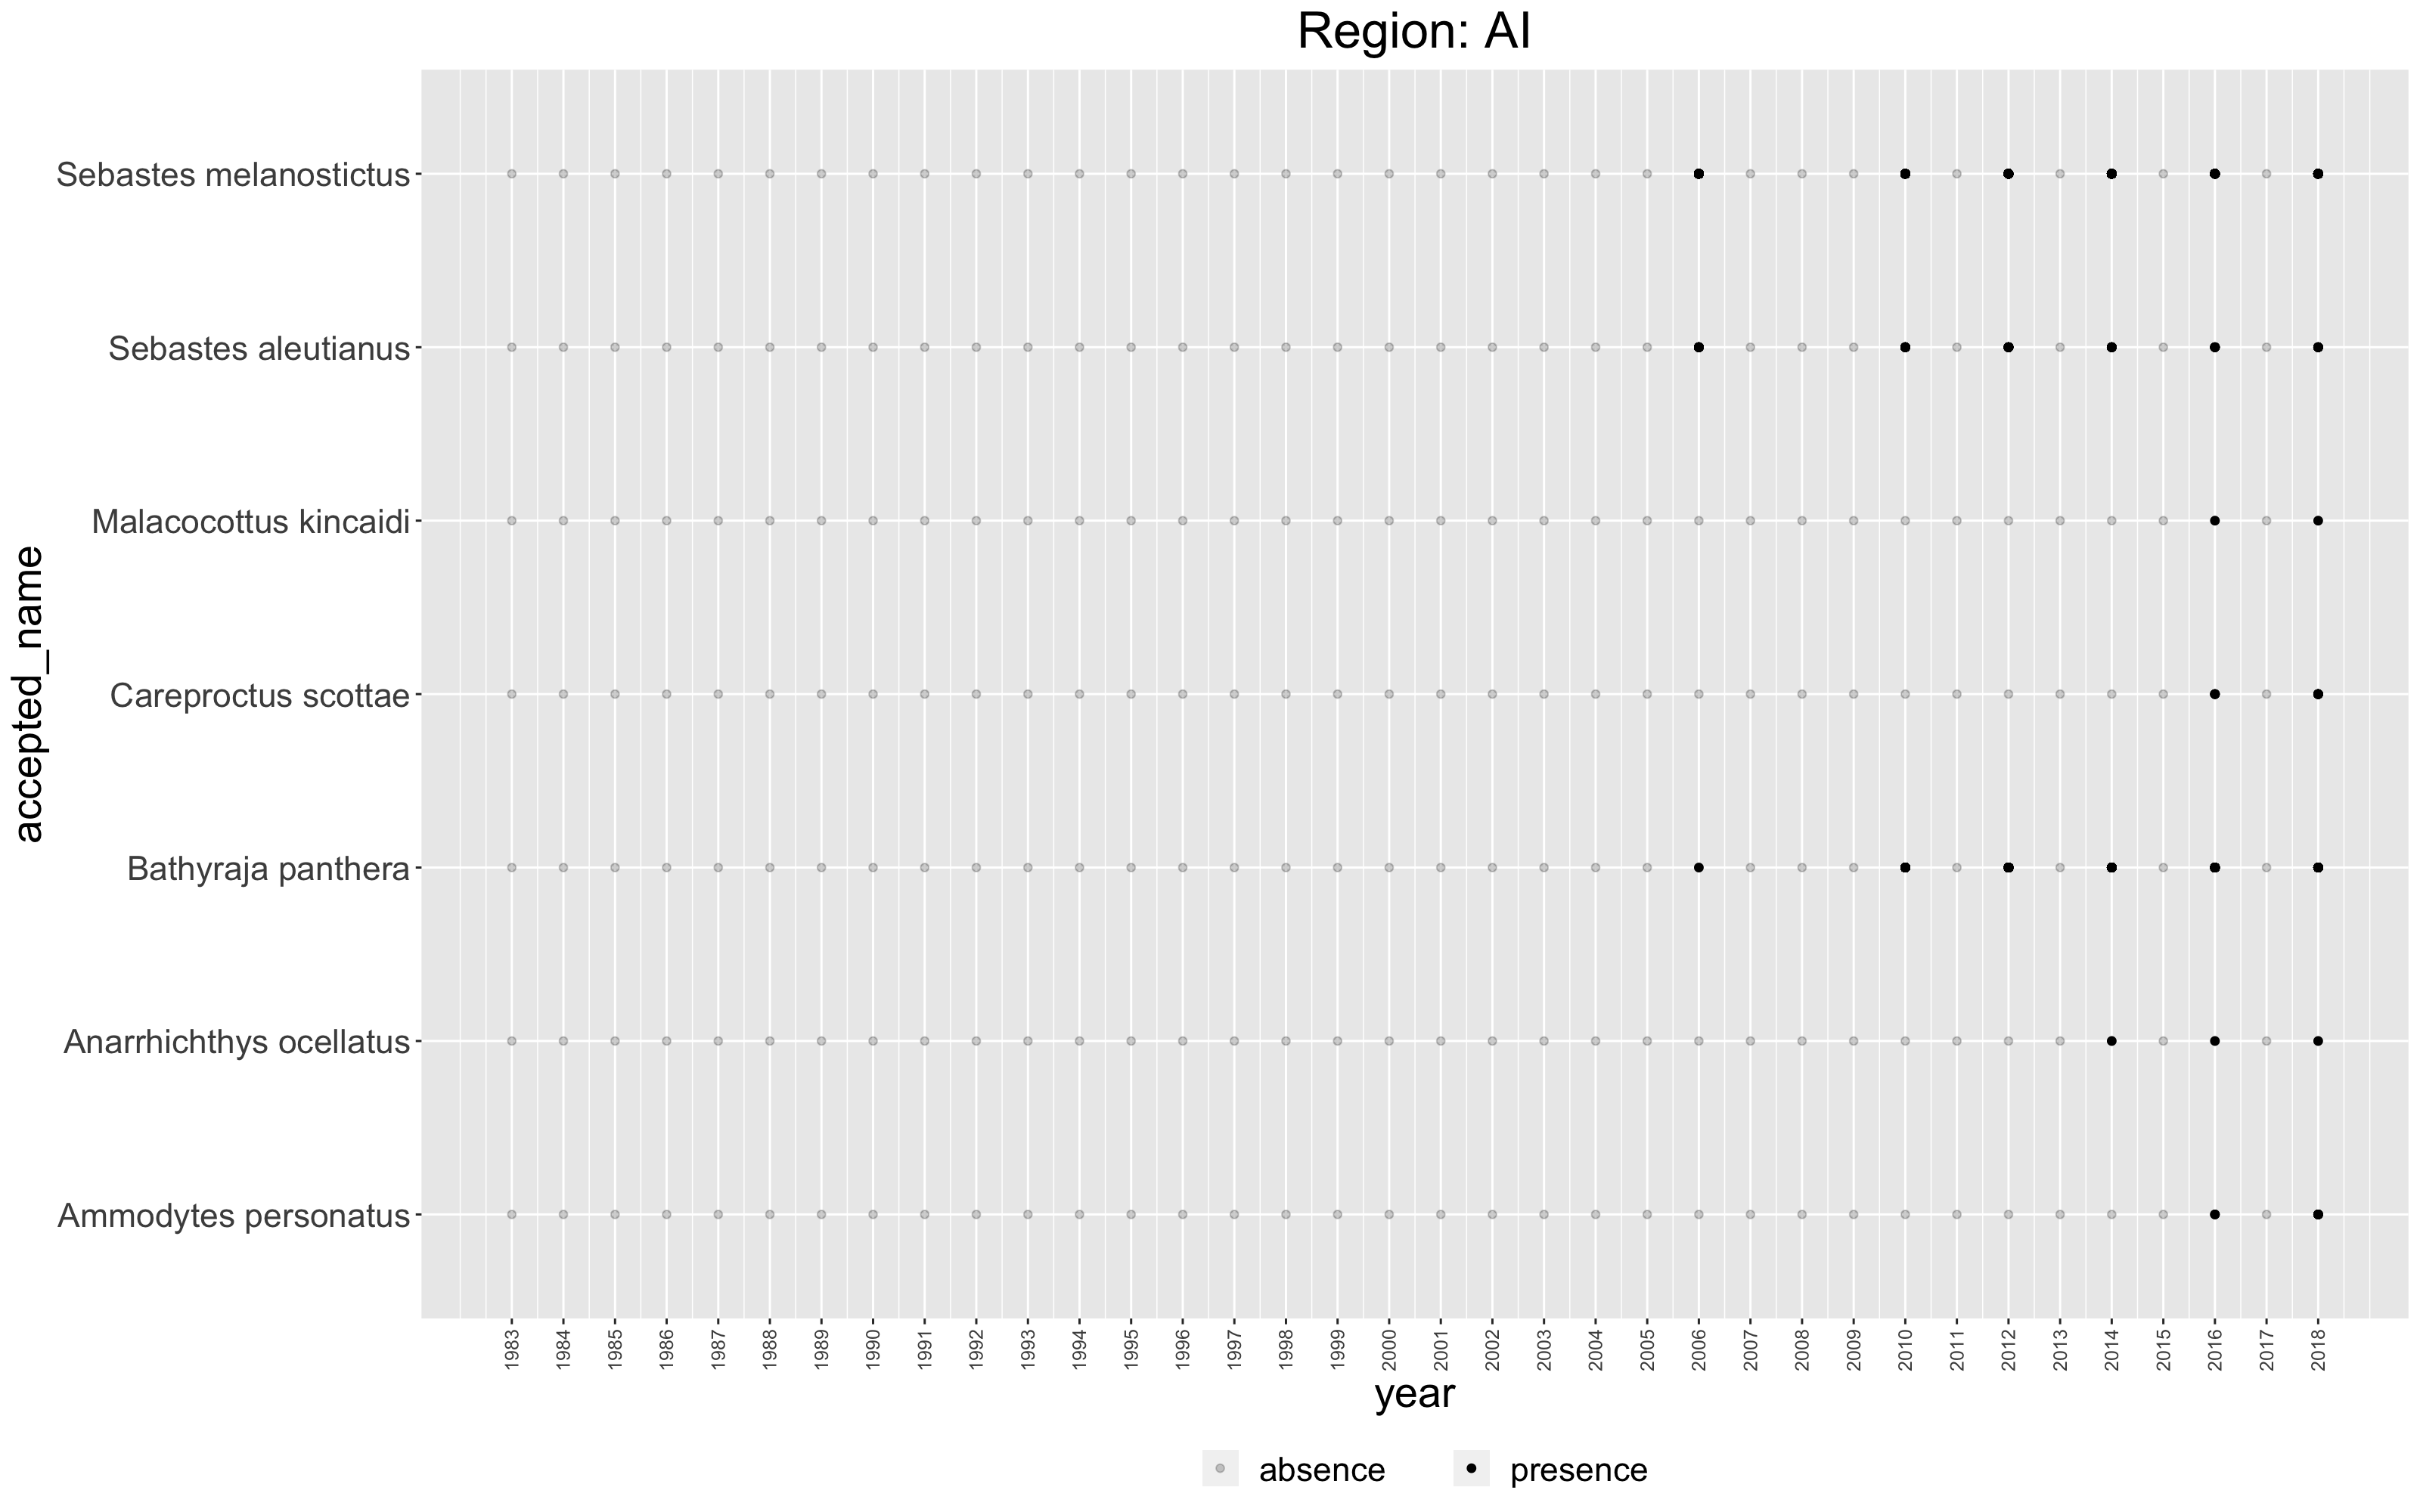 Region: AI
accepted_name
Sebastes melanostictus
Sebastes aleutianus
Malacocottus kincaidi
Careproctus scottae
Bathyraja panthera
Anarrhichthys ocellatus
Ammodytes personatus
1983 1984 1985 1986 1987 1988 1989 1990 1991 1992 1993 1994 1995 1996 1997 1998 1999 2000 2001 2002 2003 2004 2005 2006 2007 2008 2009 2010 2011 2012 2013 2014 2015 2016 2017 2018
year
absence presence